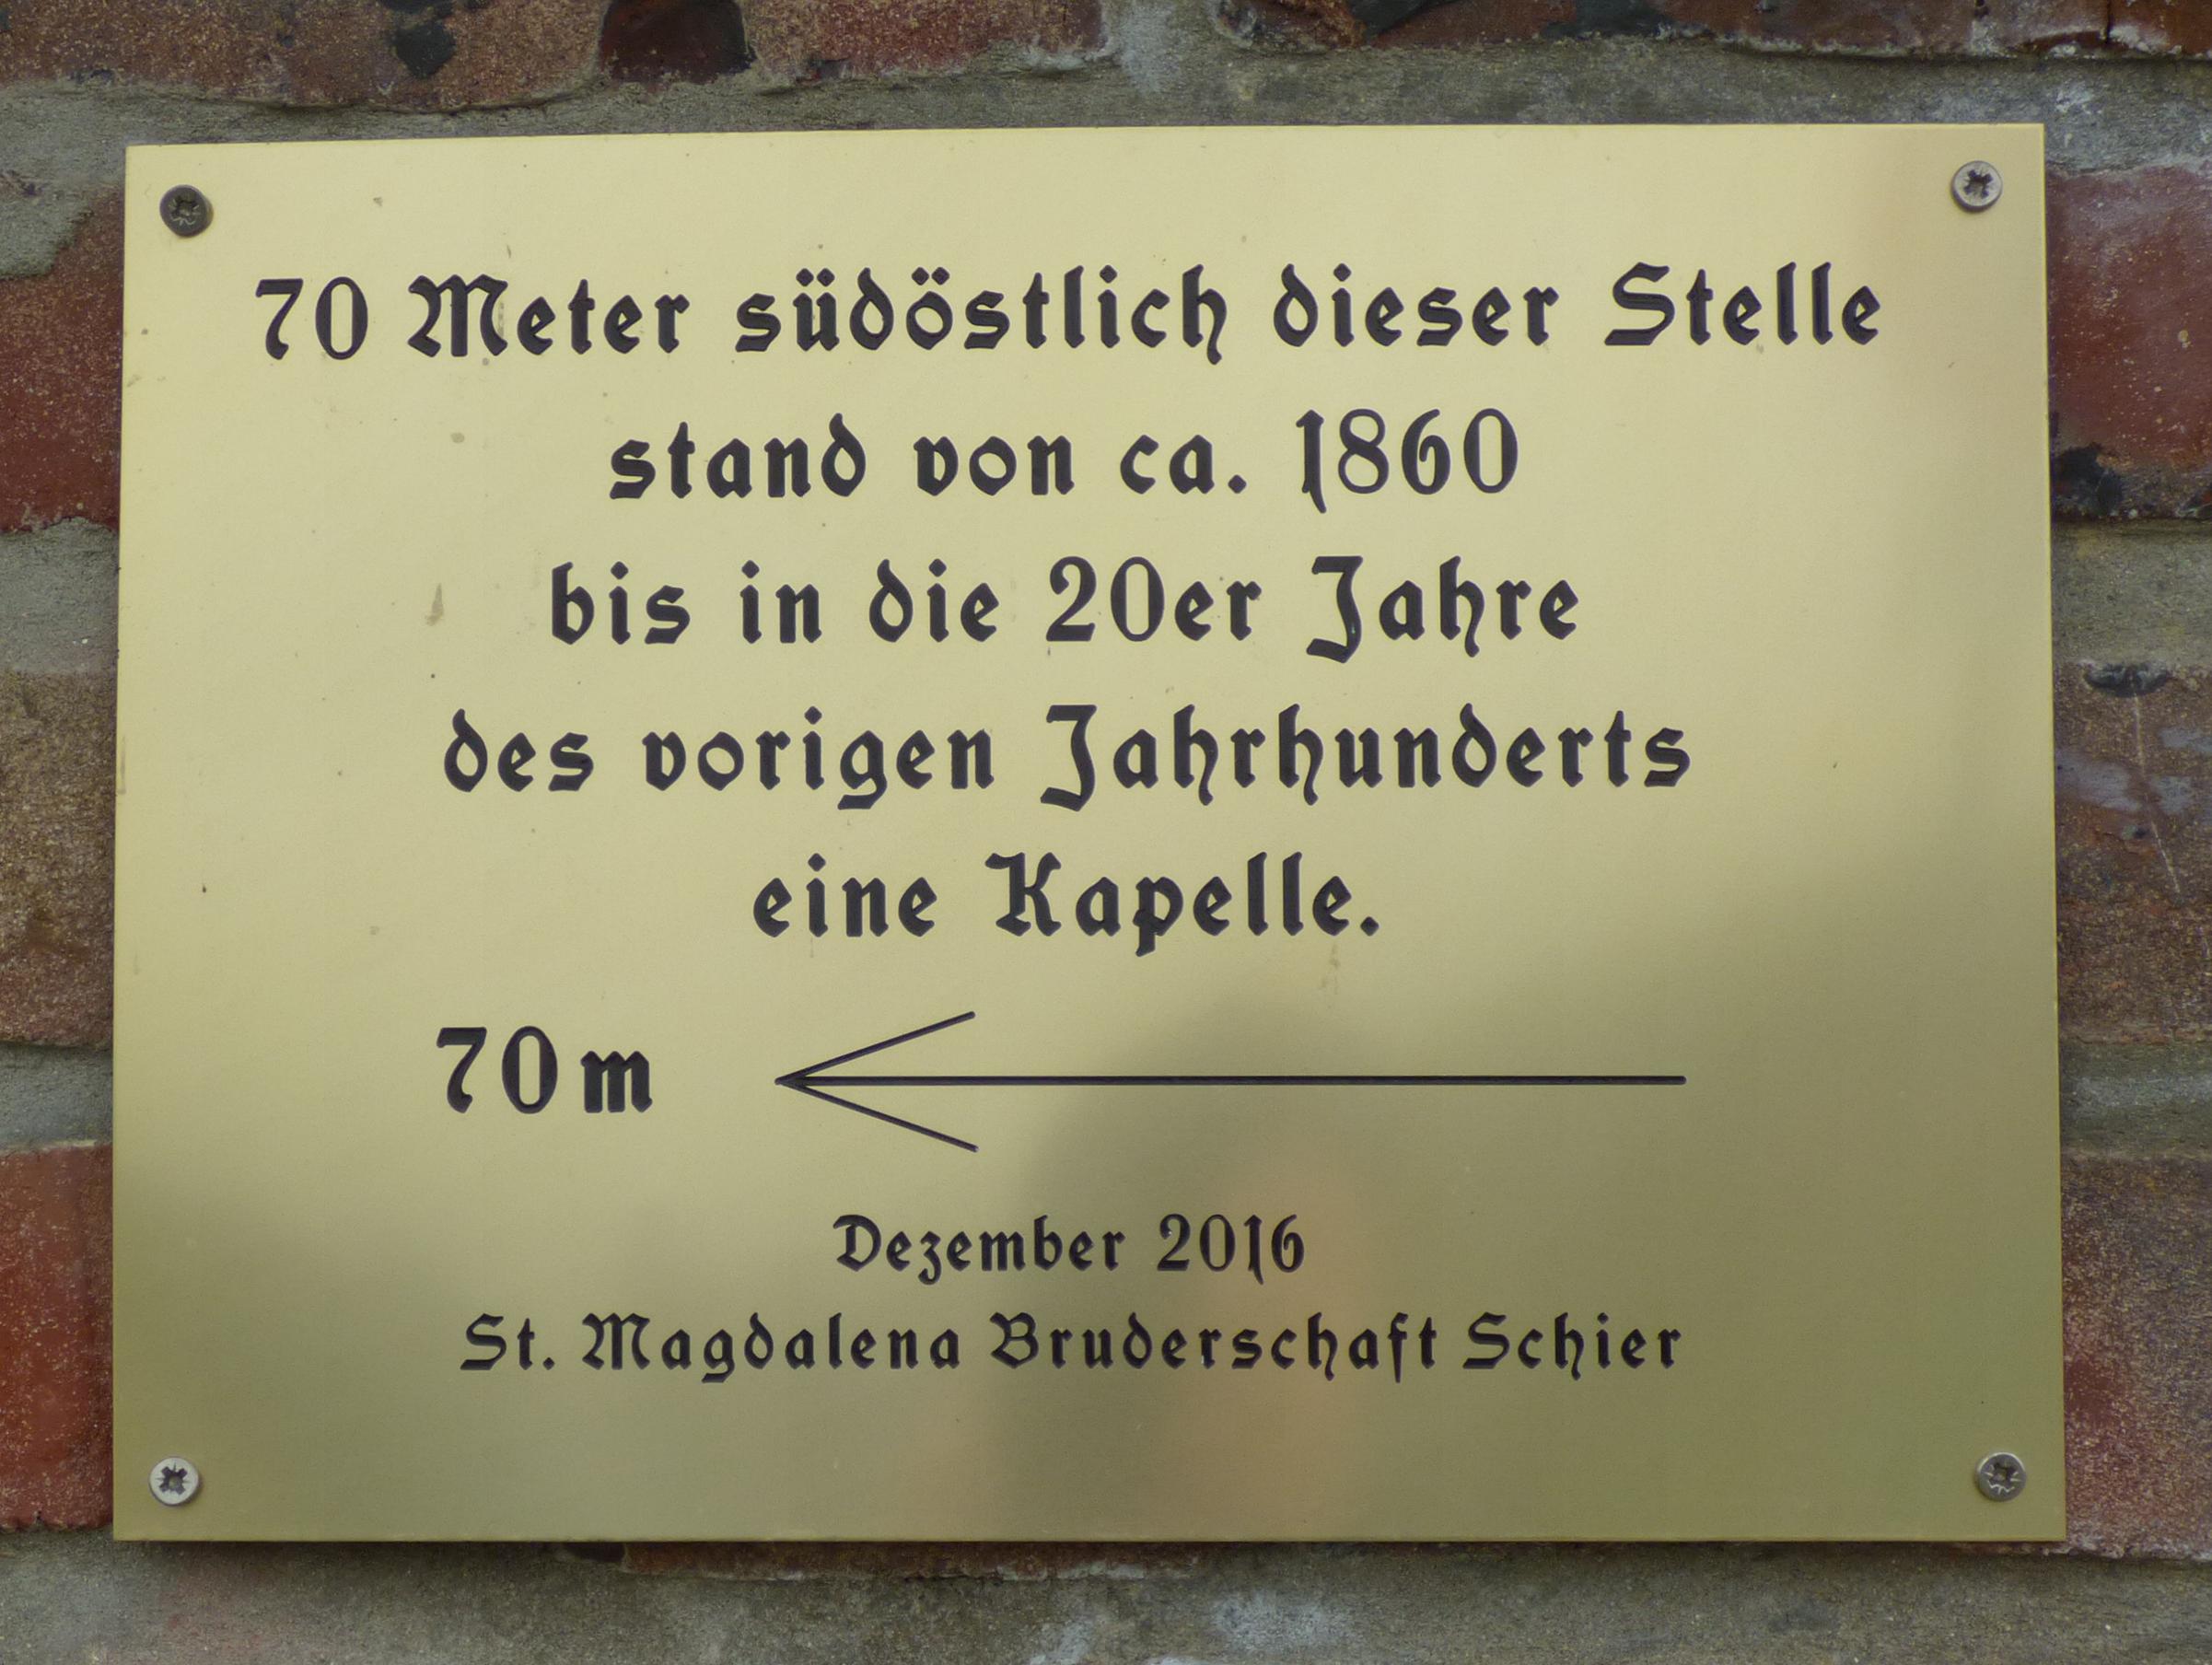 70 Meter südöstlich dieser Stelle
stand von ca. 1860
bis in die 20er Jahre
des vorigen Jahrhunderts
eine Kapelle.
70 m
Dezember 2016
St. Magdalena Bruderschaft Schier